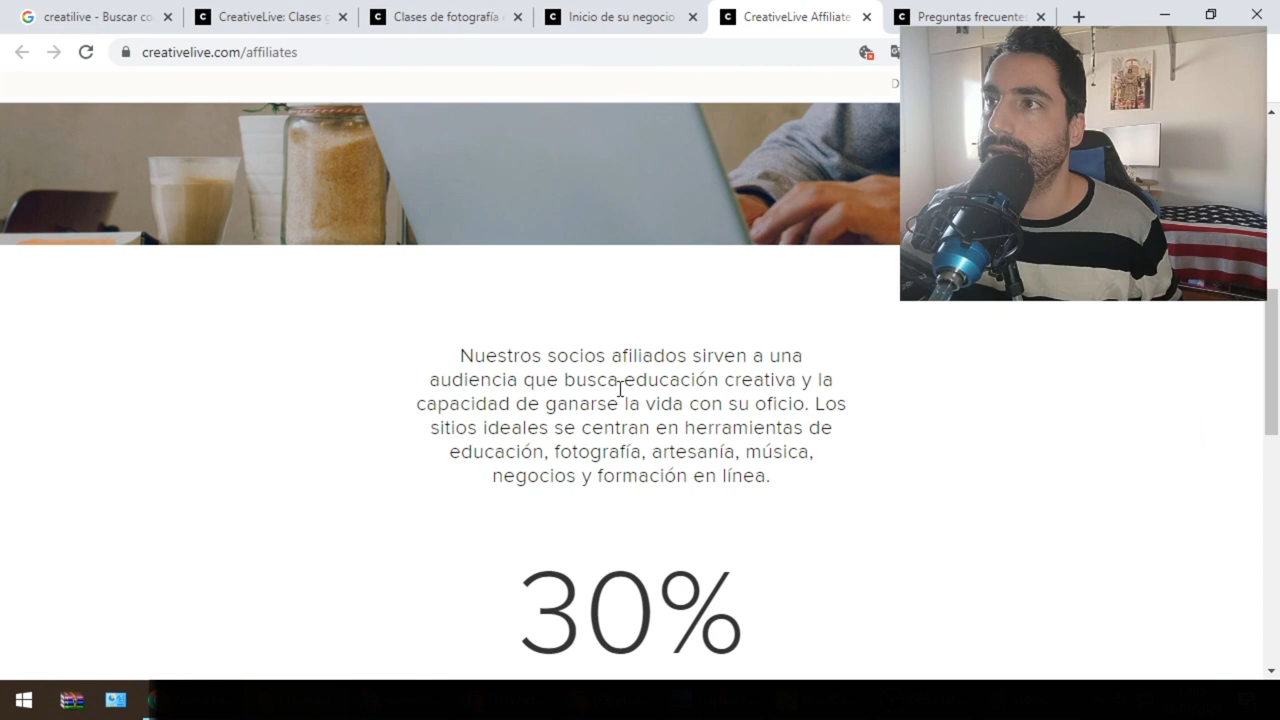 creatilive - Buscar co
CreativeLive: Clases g
Clases de fotografía
Inicio de su negocio
CreativeLive Affiliate
Preguntas frecuente
creativelive.com/affiliates
Nuestros socios afiliados sirven a una
audiencia que busca educación creativa y la
capacidad de ganarse la vida con su oficio. Los
sitios ideales se centran en herramientas de
educación, fotografía, artesanía, música,
negocios y formación en línea.
30%